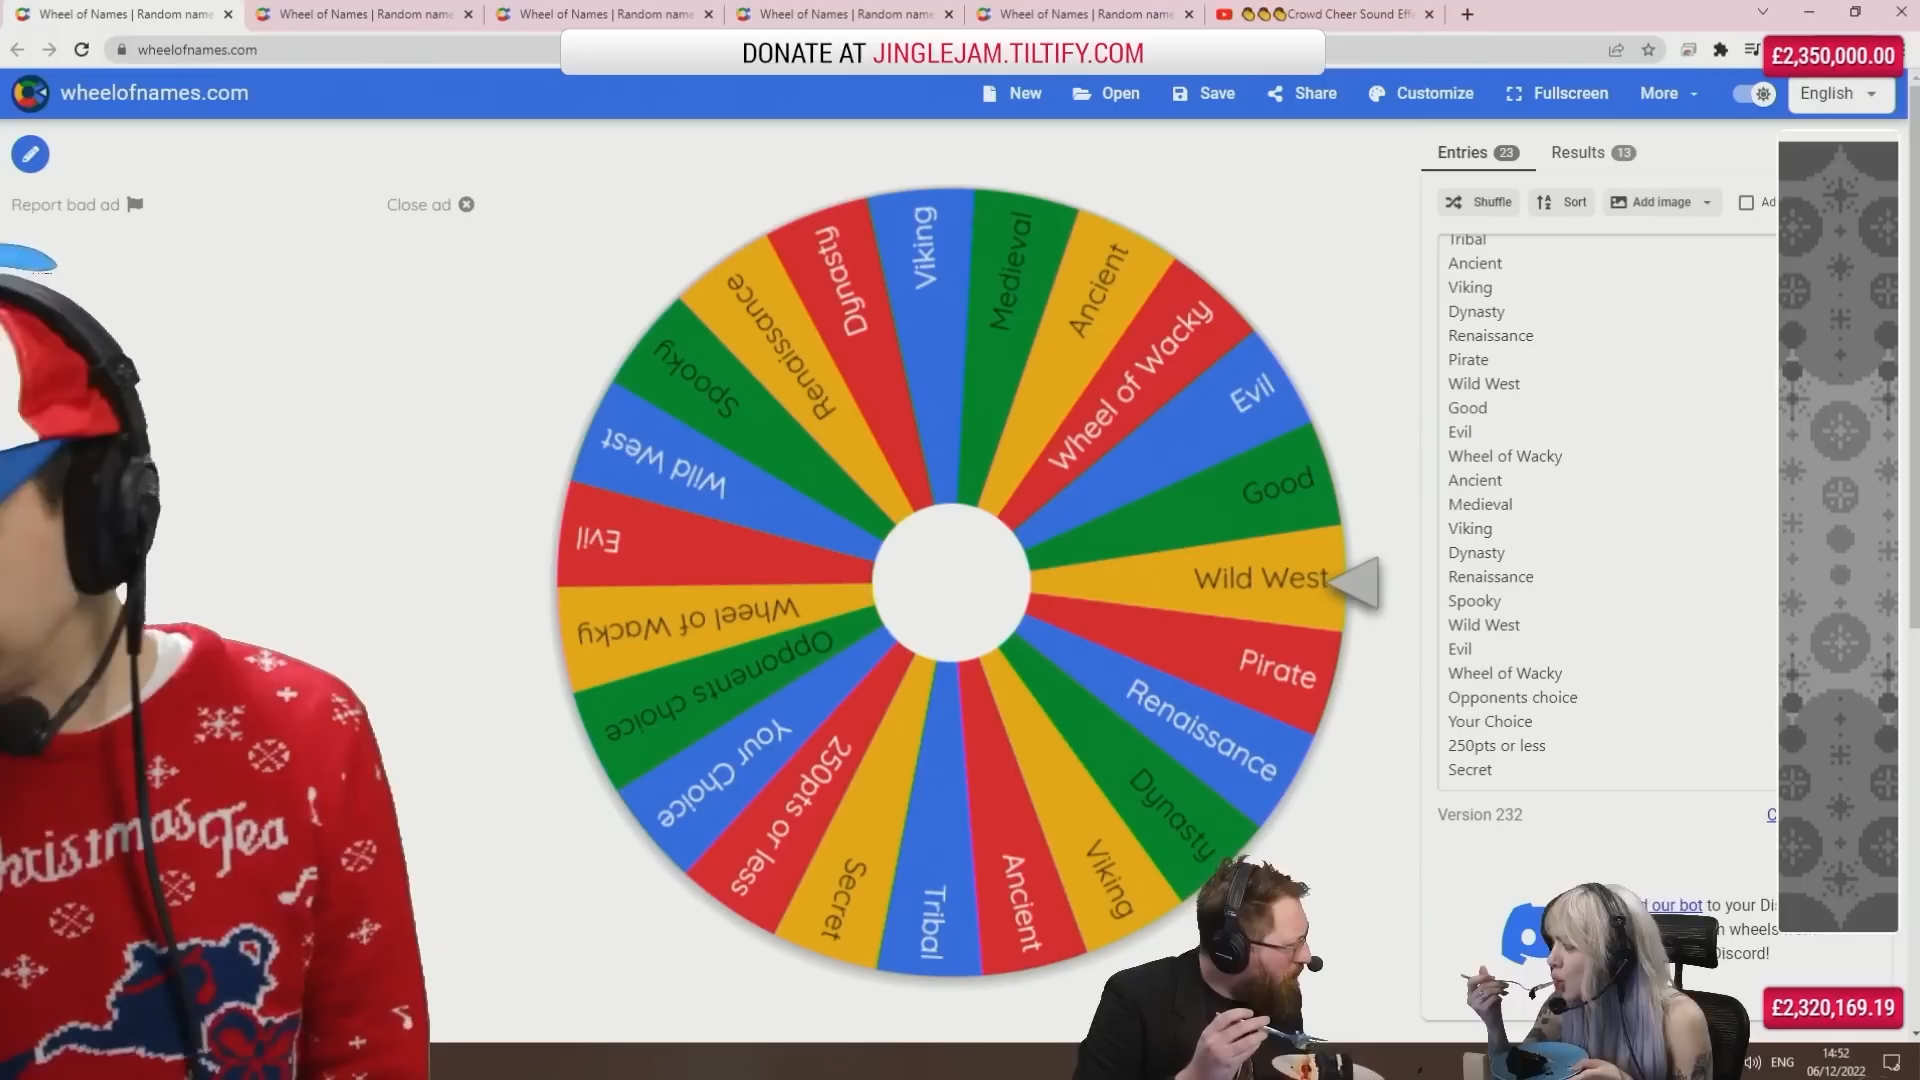 Wheel of Names | Random name
Wheel of Names | Random name
Wheel of Names | Random name
Wheel of Names | Random name
Wheel of Names | Random name
Crowd Cheer Sound Eff
wheelofnames.com
DONATE AT JINGLEJAM.TILTIFY.COM
£2,350,000.00
wheelofnames.com
New
Open
Save
Share
Customize
Fullscreen
More
English
Report bad ad
Close ad
Entries 23
Results 13
Shuffle
Sort
Add image
Ad
Tribal
Ancient
Viking
Dynasty
Renaissance
Pirate
Wild West
Good
Evil
Wheel of Wacky
Ancient
Medieval
Viking
Dynasty
Renaissance
Spooky
Wild West
Evil
Wheel of Wacky
Opponents choice
Your Choice
250pts or less
Secret
Version 232
Viking
Medieval
Ancient
Wheel of Wacky
Evil
Good
Wild West
Pirate
Renaissance
Dynasty
Viking
Ancient
Tribal
Secret
250pts or less
Your Choice
Opponents choice
Wheel of Wacky
Evil
Wild West
Spooky
Renaissance
Dynasty
our bot to your Di
wheels
Discord!
hristmas Tea
£2,320,169.19
ENG
14:52
06/12/2022